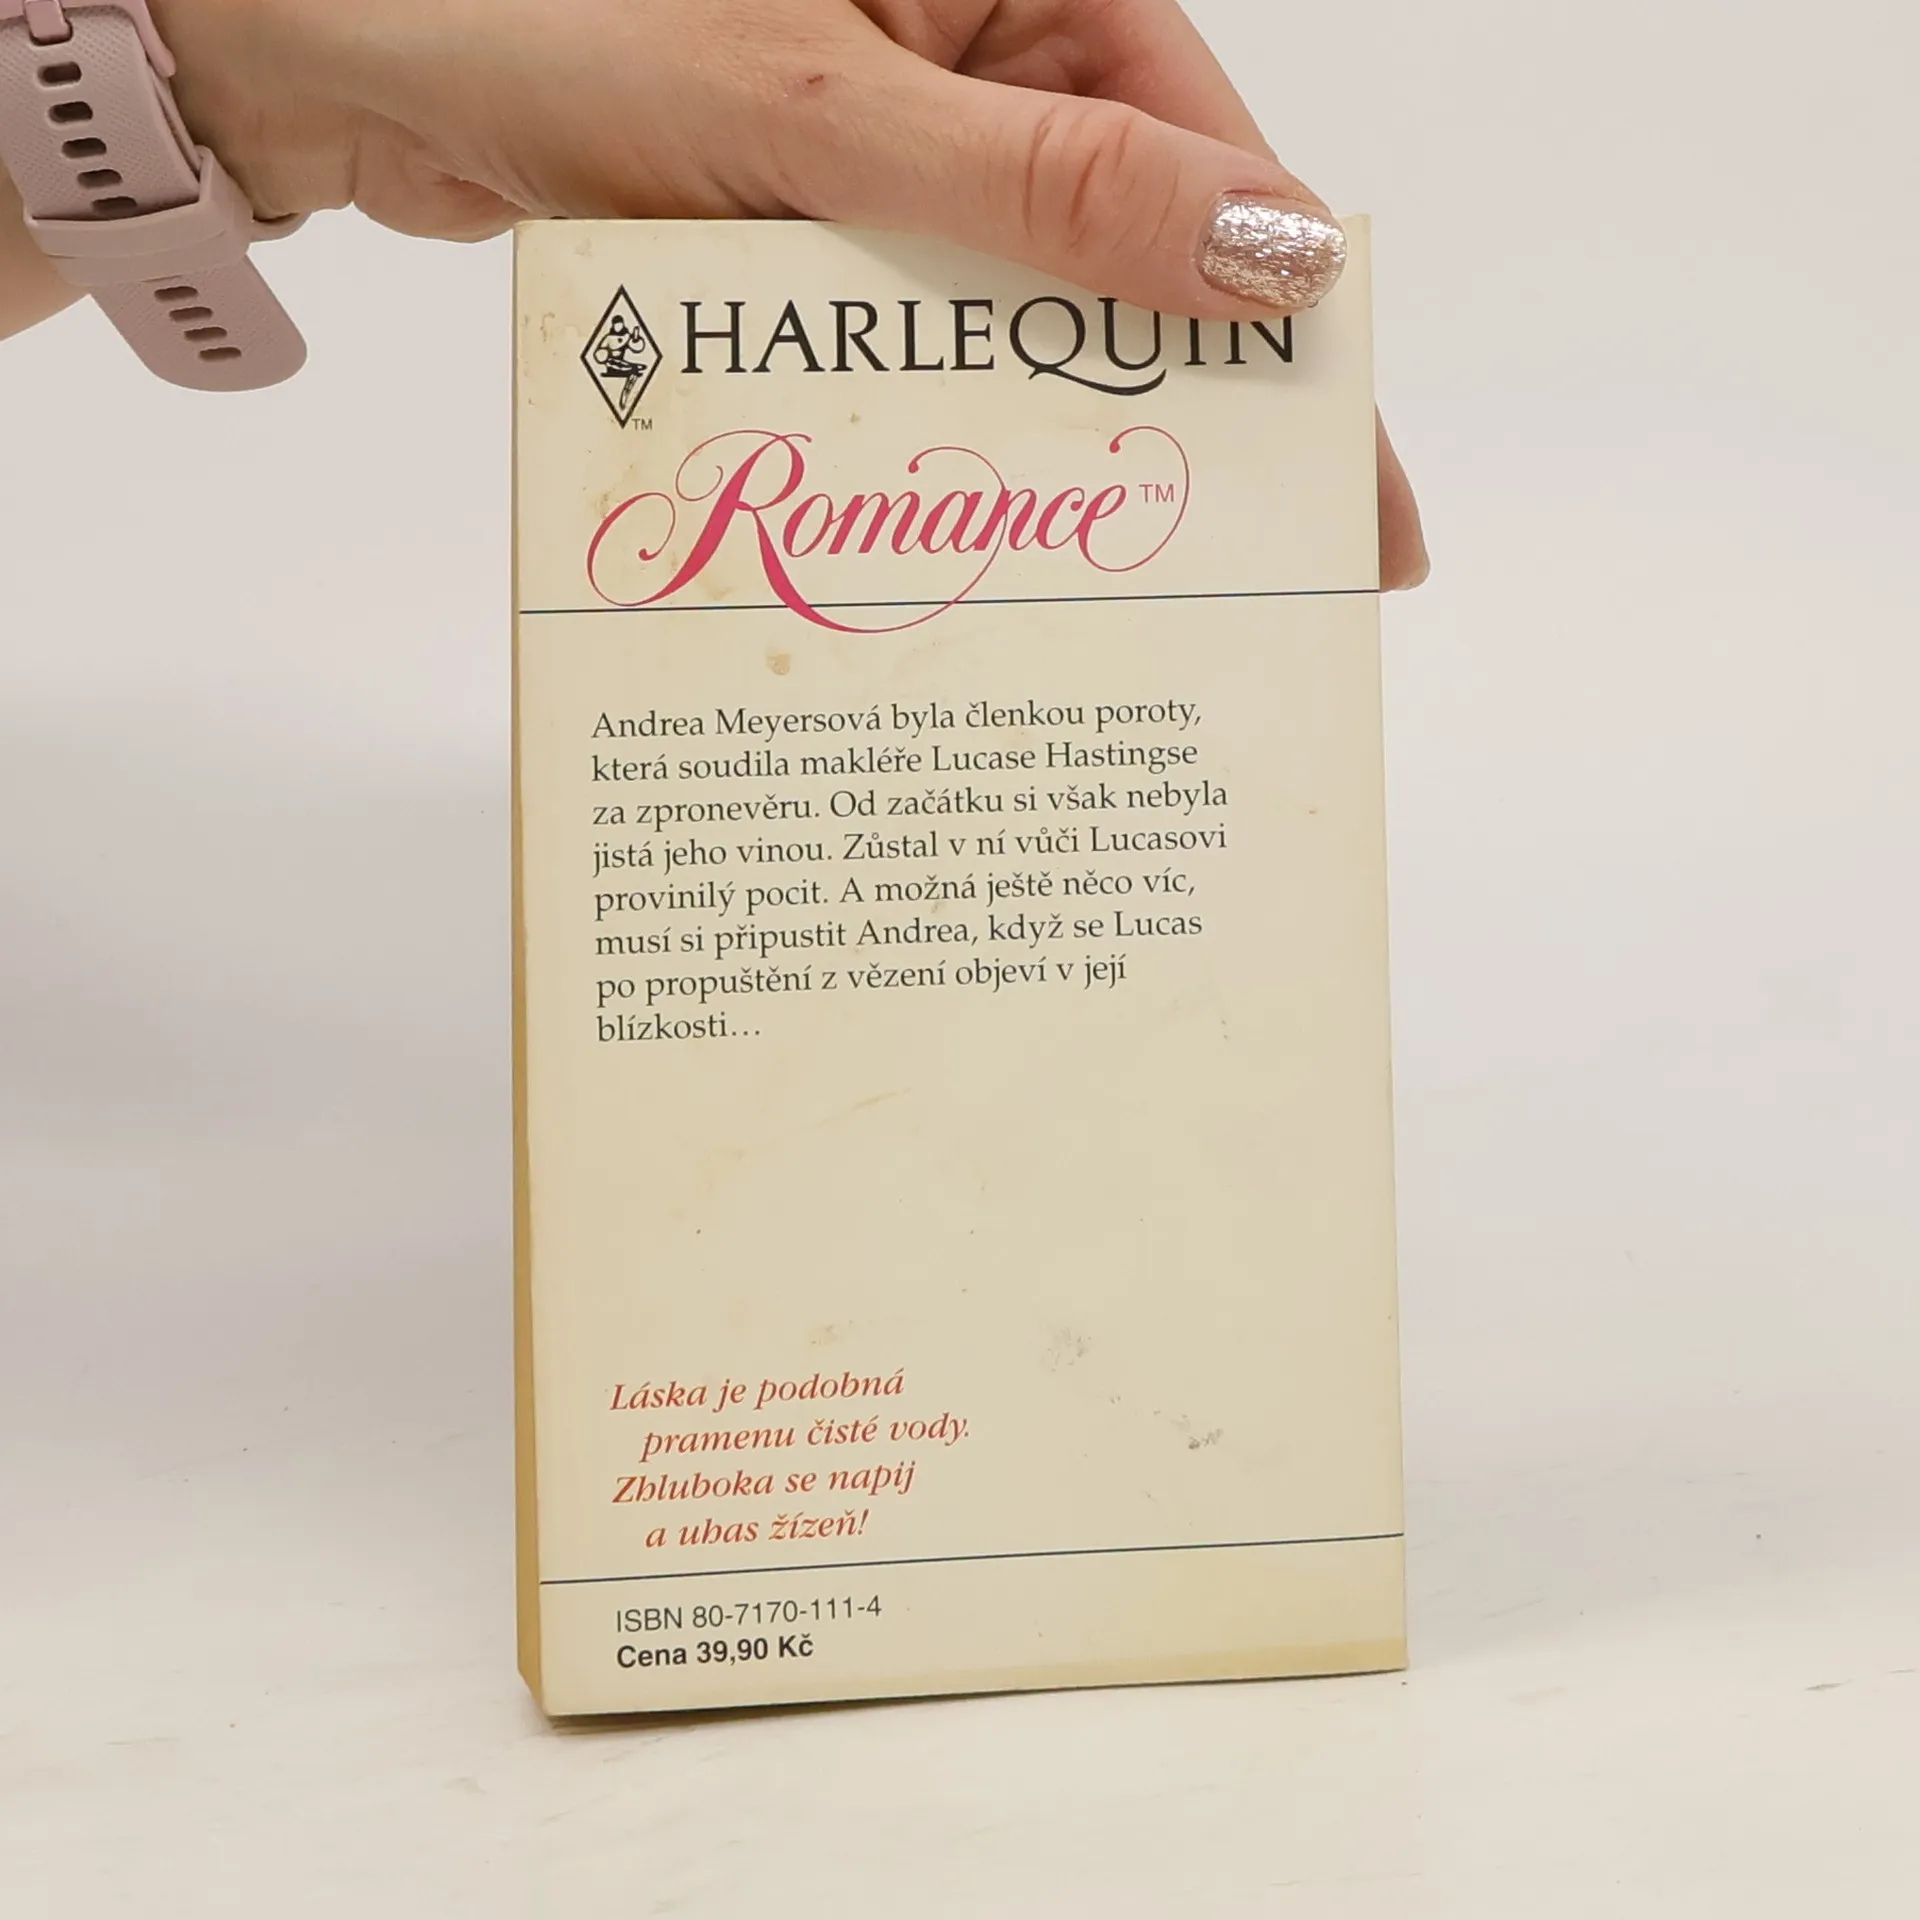 HARLEQUIN
TM
Romance TM
Andrea Meyersová byla členkou poroty,
která soudila makléře Lucase Hastingse
za zpronevěru. Od začátku si však nebyla
jistá jeho vinou. Zůstal v ní vůči Lucasovi
provinilý pocit. A možná ještě něco víc,
musí si připustit Andrea, když se Lucas
po propuštění z vězení objeví v její
blízkosti…
Láska je podobná
pramenu čisté vody.
Zhluboka se napij
a uhas žízeň!
ISBN 80-7170-111-4
Cena 39,90 Kč